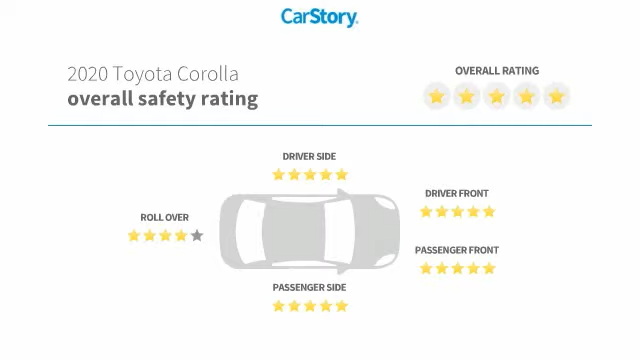 CarStory.
2020 Toyota Corolla
overall safety rating
OVERALL RATING
DRIVER SIDE
DRIVER FRONT
ROLL OVER
PASSENGER FRONT
PASSENGER SIDE